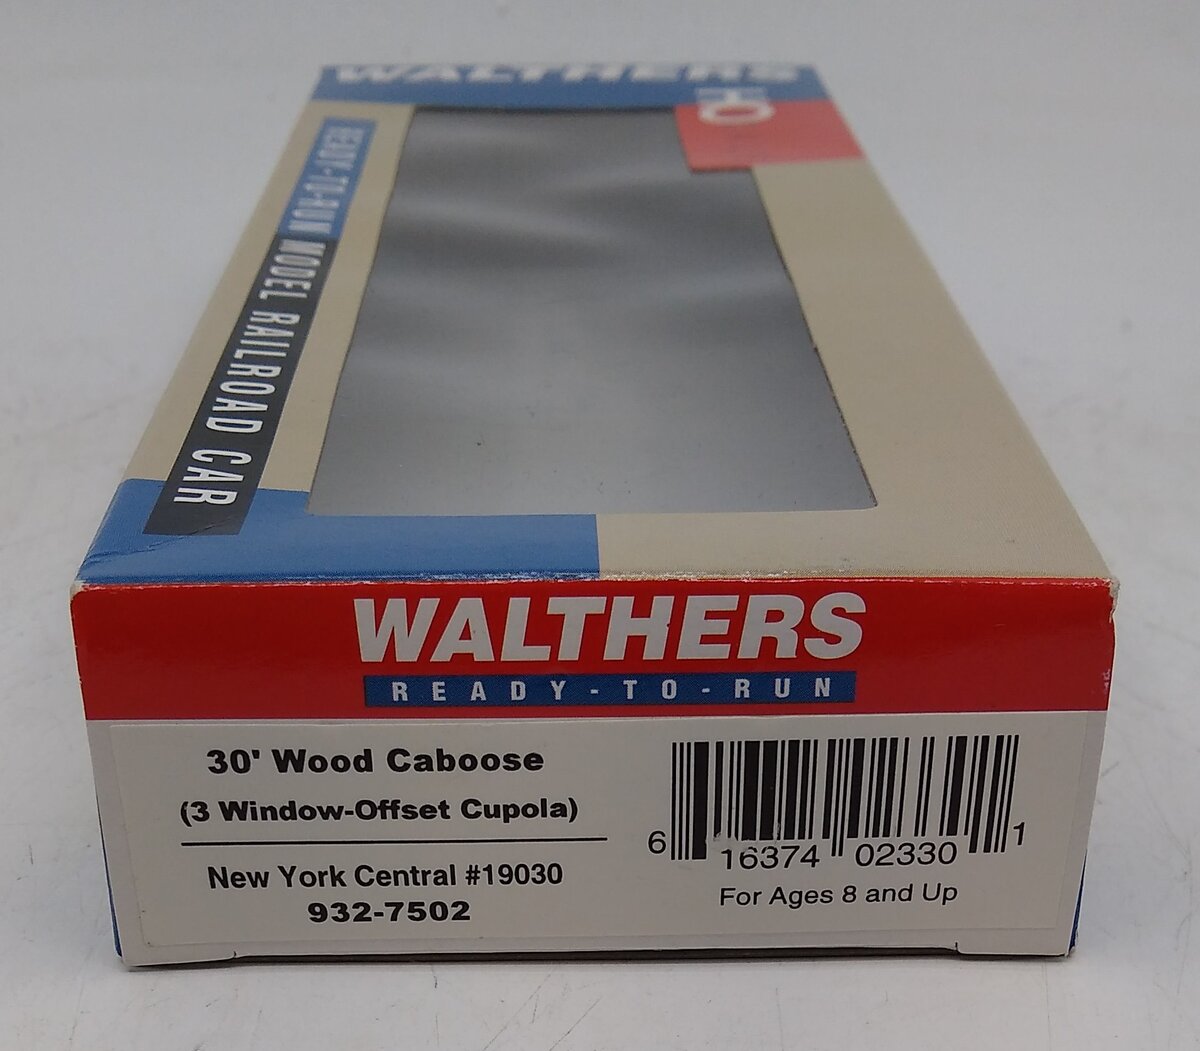 WALTHERS
HO
READY-TO-RUN MODEL RAILROAD CAR
WALTHERS
READY-TO-RUN
30' Wood Caboose
(3 Window-Offset Cupola)
New York Central #19030
932-7502
6 16374 02330 1
For Ages 8 and Up